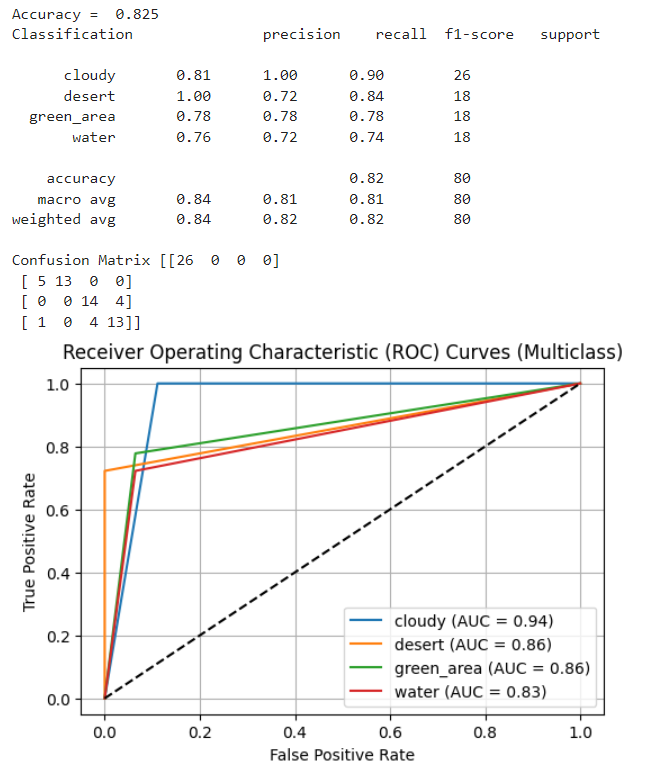 Accuracy =  0.825
Classification               precision    recall  f1-score   support
cloudy       0.81      1.00      0.90        26
desert       1.00      0.72      0.84        18
green_area       0.78      0.78      0.78        18
water       0.76      0.72      0.74        18
accuracy                           0.82        80
macro avg       0.84      0.81      0.81        80
weighted avg       0.84      0.82      0.82        80
Confusion Matrix [[26  0  0  0]
[ 5 13  0  0]
[ 0  0 14  4]
[ 1  0  4 13]]
Receiver Operating Characteristic (ROC) Curves (Multiclass)
1.0
0.8
0.6
0.4
0.2
0.0
True Positive Rate
cloudy (AUC = 0.94)
desert (AUC = 0.86)
green_area (AUC = 0.86)
water (AUC = 0.83)
0.0 0.2 0.4 0.6 0.8 1.0
False Positive Rate